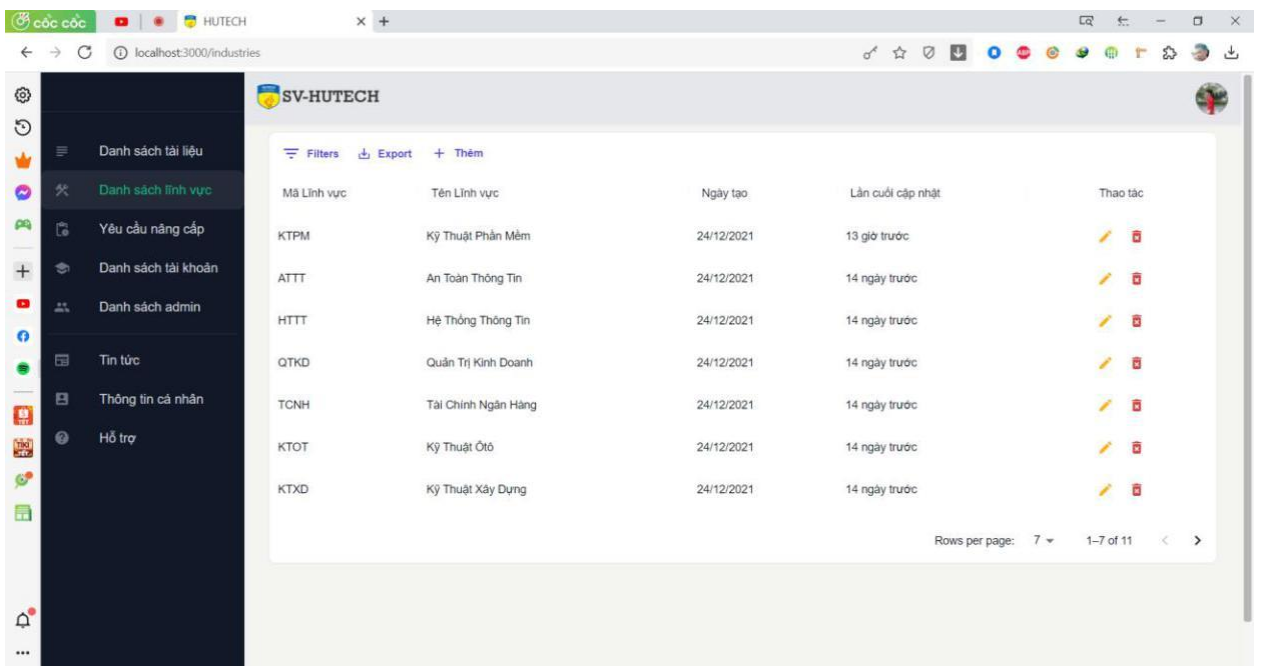 cốc cốc
HUTECH
localhost:3000/industries
SV-HUTECH
Danh sách tài liệu
Danh sách lĩnh vực
Yêu cầu nâng cấp
Danh sách tài khoản
Danh sách admin
Tin tức
Thông tin cá nhân
Hỗ trợ
Filters Export + Thêm
Mã Lĩnh vực Tên Lĩnh vực Ngày tạo Lần cuối cập nhật Thao tác
KTPM Kỹ Thuật Phần Mềm 24/12/2021 13 giờ trước
ATTT An Toàn Thông Tin 24/12/2021 14 ngày trước
HTTT Hệ Thống Thông Tin 24/12/2021 14 ngày trước
QTKD Quản Trị Kinh Doanh 24/12/2021 14 ngày trước
TCNH Tài Chính Ngân Hàng 24/12/2021 14 ngày trước
KTOT Kỹ Thuật Ôtô 24/12/2021 14 ngày trước
KTXD Kỹ Thuật Xây Dựng 24/12/2021 14 ngày trước
Rows per page: 7 1–7 of 11